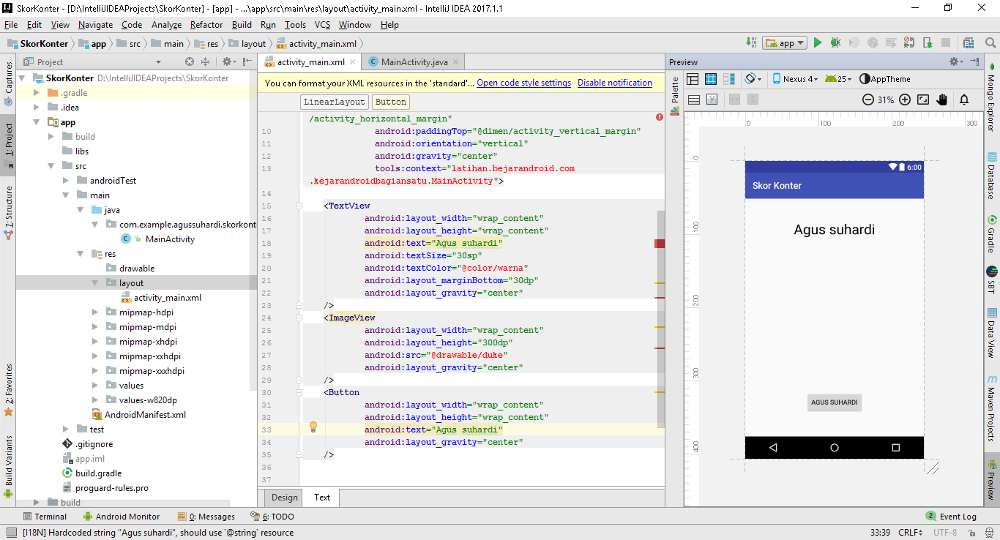 SkorKonter - [D:\IntelliJIDEAProjects\SkorKonter] - [app] - ...\app\src\main\res\layout\activity_main.xml - IntelliJ IDEA 2017.1.1
File Edit View Navigate Code Analyze Refactor Build Run Tools VCS Window Help
SkorKonter app src main res layout activity_main.xml app
Captures
1: Project
7: Structure
2: Favorites
Build Variants
Project
SkorKonter D:\IntelliJIDEAProjects\SkorKonter
.gradle
.idea
app
build
libs
src
androidTest
main
java
com.example.agussuhardi.skorkont
MainActivity
res
drawable
layout
activity_main.xml
mipmap-hdpi
mipmap-mdpi
mipmap-xhdpi
mipmap-xxhdpi
mipmap-xxxhdpi
values
values-w820dp
AndroidManifest.xml
test
.gitignore
app.iml
build.gradle
proguard-rules.pro
build
activity_main.xml MainActivity.java
You can format your XML resources in the 'standard'... Open code style settings Disable notification
LinearLayout Button
/activity_horizontal_margin"
10 android:paddingTop="@dimen/activity_vertical_margin"
11 android:orientation="vertical"
12 android:gravity="center"
13 tools:context="latihan.bejarandroid.com
.kejarandroidbagiansatu.MainActivity">
14
15 <TextView
16 android:layout_width="wrap_content"
17 android:layout_height="wrap_content"
18 android:text="Agus suhardi"
19 android:textSize="30sp"
20 android:textColor="@color/warna"
21 android:layout_marginBottom="30dp"
22 android:layout_gravity="center"
23 />
24 <ImageView
25 android:layout_width="wrap_content"
26 android:layout_height="300dp"
27 android:src="@drawable/duke"
28 android:layout_gravity="center"
29 />
30 <Button
31 android:layout_width="wrap_content"
32 android:layout_height="wrap_content"
33 android:text="Agus suhardi"
34 android:layout_gravity="center"
35 />
36
37
Design Text
Preview
Palette
Nexus 4 25 AppTheme
31%
0 100 200 300
0
100
200
300
400
6:00
Skor Konter
Agus suhardi
AGUS SUHARDI
Mongo Explorer
Database
Gradle
SBT
Data View
Maven Projects
Preview
Terminal Android Monitor 0: Messages 6: TODO 2 Event Log
[I18N] Hardcoded string "Agus suhardi", should use `@string` resource 33:39 CRLF UTF-8